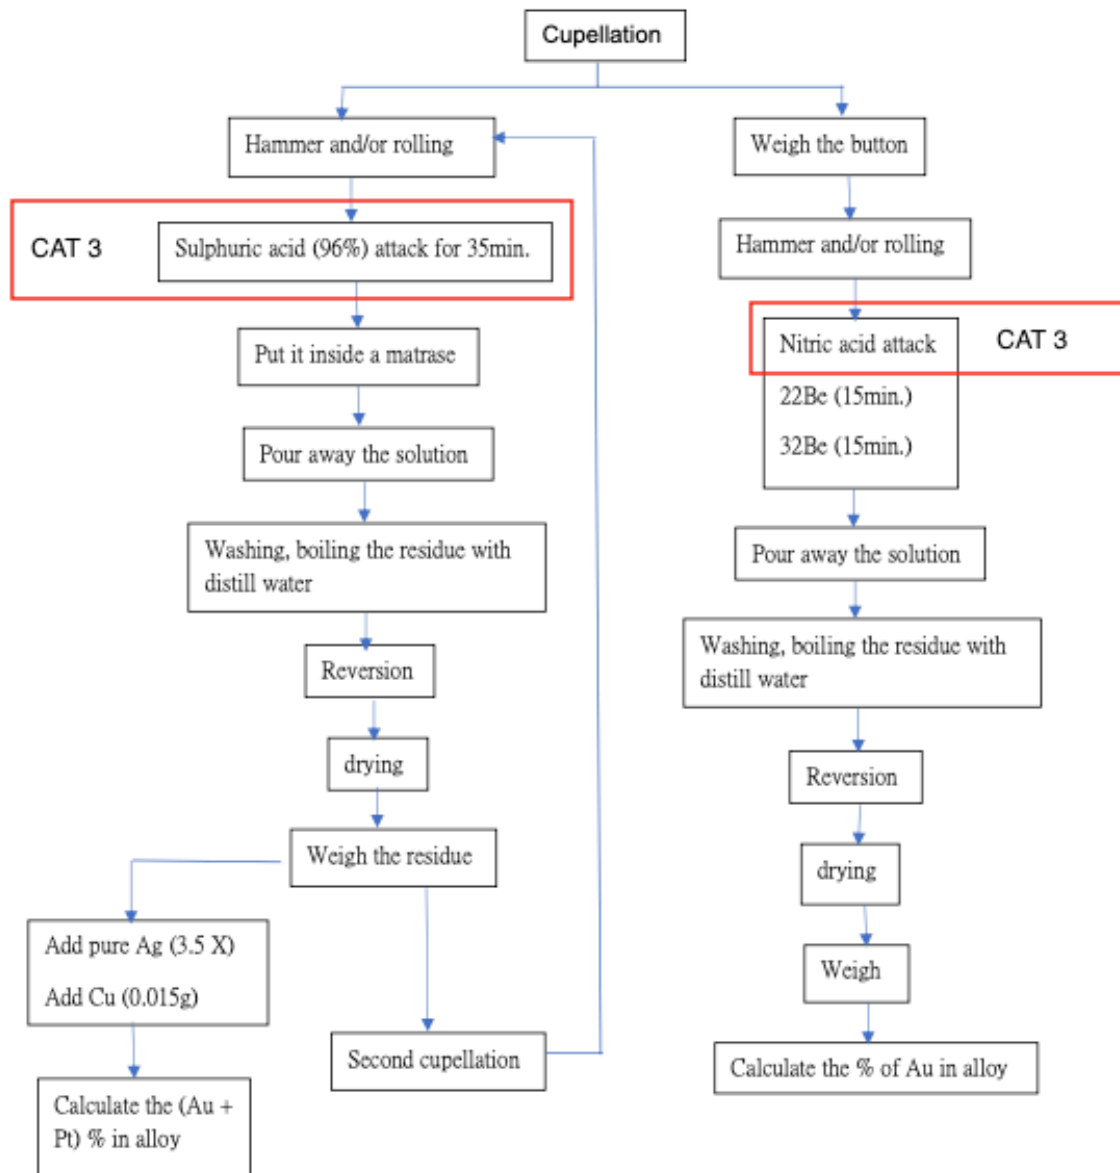 Cupellation
Hammer and/or rolling
CAT 3
Sulphuric acid (96%) attack for 35min.
Put it inside a matrase
Pour away the solution
Washing, boiling the residue with
distill water
Reversion
drying
Weigh the residue
Add pure Ag (3.5 X)
Add Cu (0.015g)
Calculate the (Au +
Pt) % in alloy
Second cupellation
Weigh the button
Hammer and/or rolling
Nitric acid attack
CAT 3
22Be (15min.)
32Be (15min.)
Pour away the solution
Washing, boiling the residue with
distill water
Reversion
drying
Weigh
Calculate the % of Au in alloy